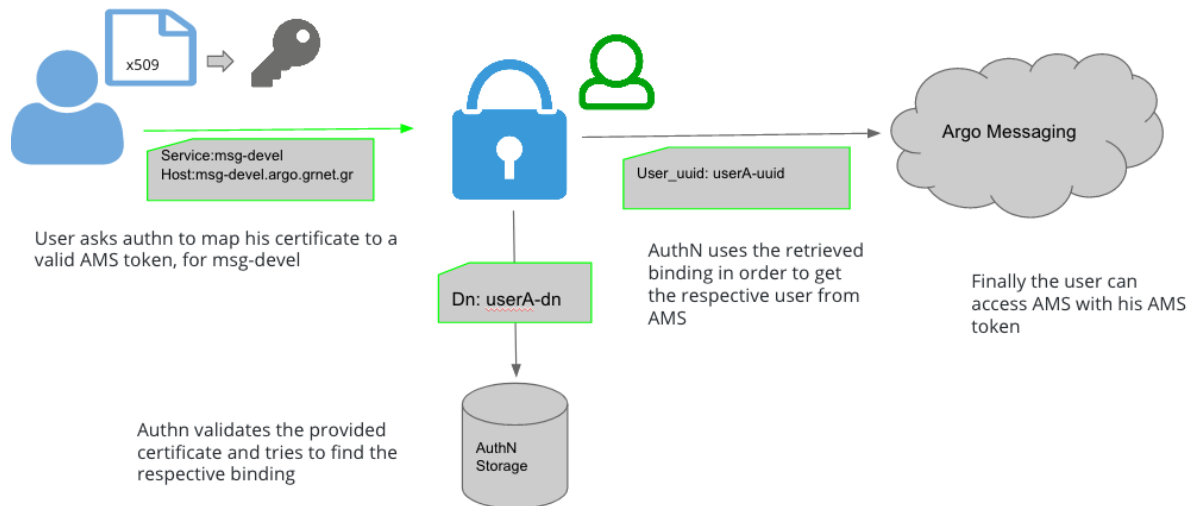 x509
Service:msg-devel
Host:msg-devel.argo.grnet.gr
User asks authn to map his certificate to a
valid AMS token, for msg-devel
User_uuid: userA-uuid
Argo Messaging
AuthN uses the retrieved
binding in order to get
the respective user from
AMS
Finally the user can
access AMS with his AMS
token
Dn: userA-dn
Authn validates the provided
certificate and tries to find the
respective binding
AuthN
Storage